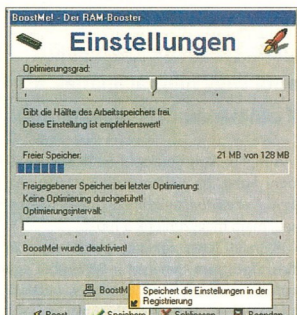 BoostMe! - Der RAM-Booster
Einstellungen
Optimierungsgrad:
Gibt die Hälfte des Arbeitsspeichers frei.
Diese Einstellung ist empfehlenswert!
Freier Speicher: 21 MB von 128 MB
Freigegebener Speicher bei letzter Optimierung:
Keine Optimierung durchgeführt!
Optimierungsintervall:
BoostMe! wurde deaktiviert!
BoostM
Speichert die Einstellungen in der
Registrierung
Boost Speichern Schliessen Beenden